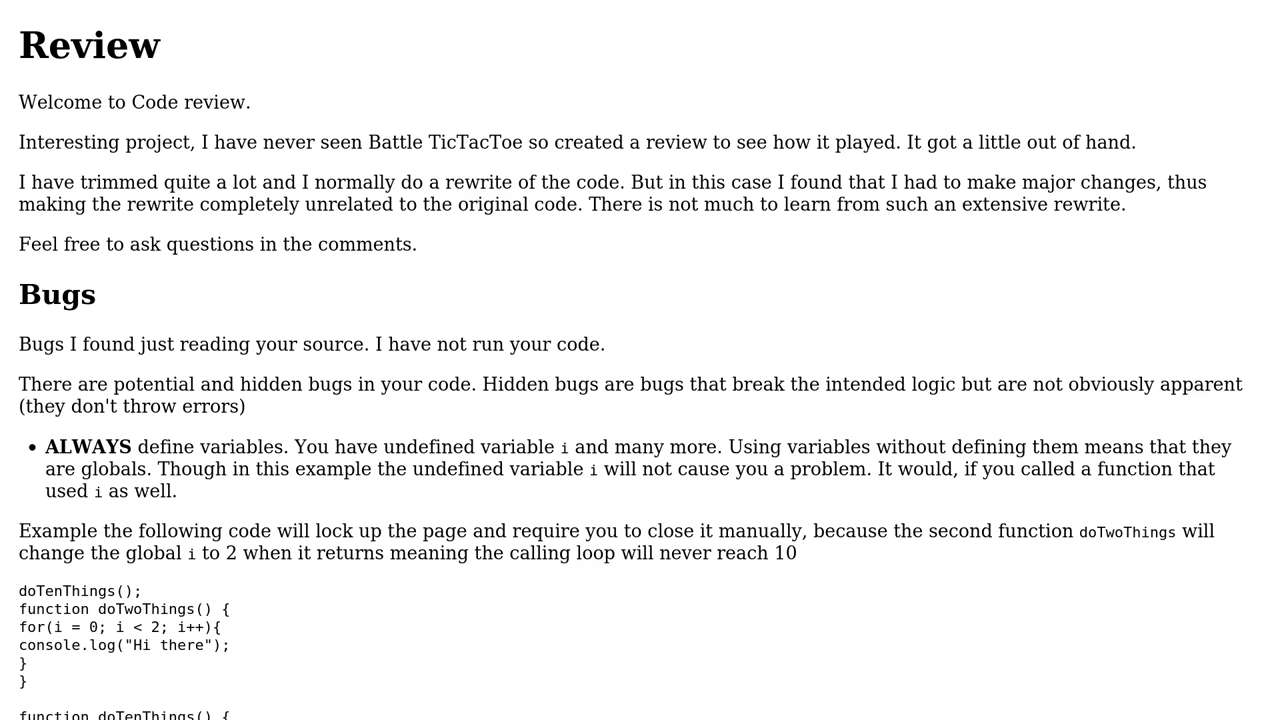 Review
Welcome to Code review.
Interesting project, I have never seen Battle TicTacToe so created a review to see how it played. It got a little out of hand.
I have trimmed quite a lot and I normally do a rewrite of the code. But in this case I found that I had to make major changes, thus
making the rewrite completely unrelated to the original code. There is not much to learn from such an extensive rewrite.
Feel free to ask questions in the comments.
Bugs
Bugs I found just reading your source. I have not run your code.
There are potential and hidden bugs in your code. Hidden bugs are bugs that break the intended logic but are not obviously apparent
(they don't throw errors)
• ALWAYS define variables. You have undefined variable i and many more. Using variables without defining them means that they
are globals. Though in this example the undefined variable i will not cause you a problem. It would, if you called a function that
used i as well.
Example the following code will lock up the page and require you to close it manually, because the second function doTwoThings will
change the global i to 2 when it returns meaning the calling loop will never reach 10
doTenThings();
function doTwoThings() {
for(i = 0; i < 2; i++){
console.log("Hi there");
}
}
function doTenThings() {